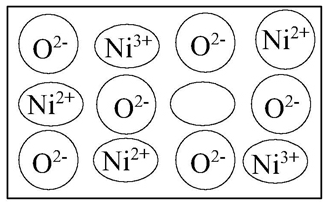 O²⁻ Ni³⁺ O²⁻ Ni²⁺
Ni²⁺ O²⁻ O²⁻
O²⁻ Ni²⁺ O²⁻ Ni³⁺